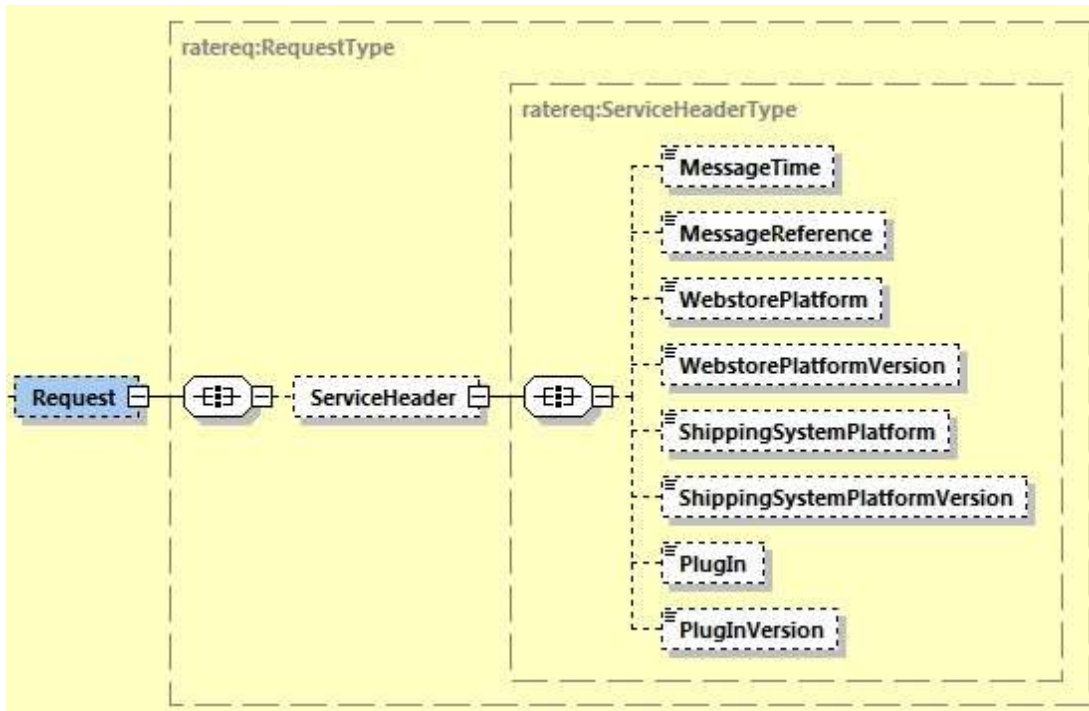 ratereq:RequestType
ratereq:ServiceHeaderType
MessageTime
MessageReference
WebstorePlatform
WebstorePlatformVersion
Request
ServiceHeader
ShippingSystemPlatform
ShippingSystemPlatformVersion
PlugIn
PlugInVersion